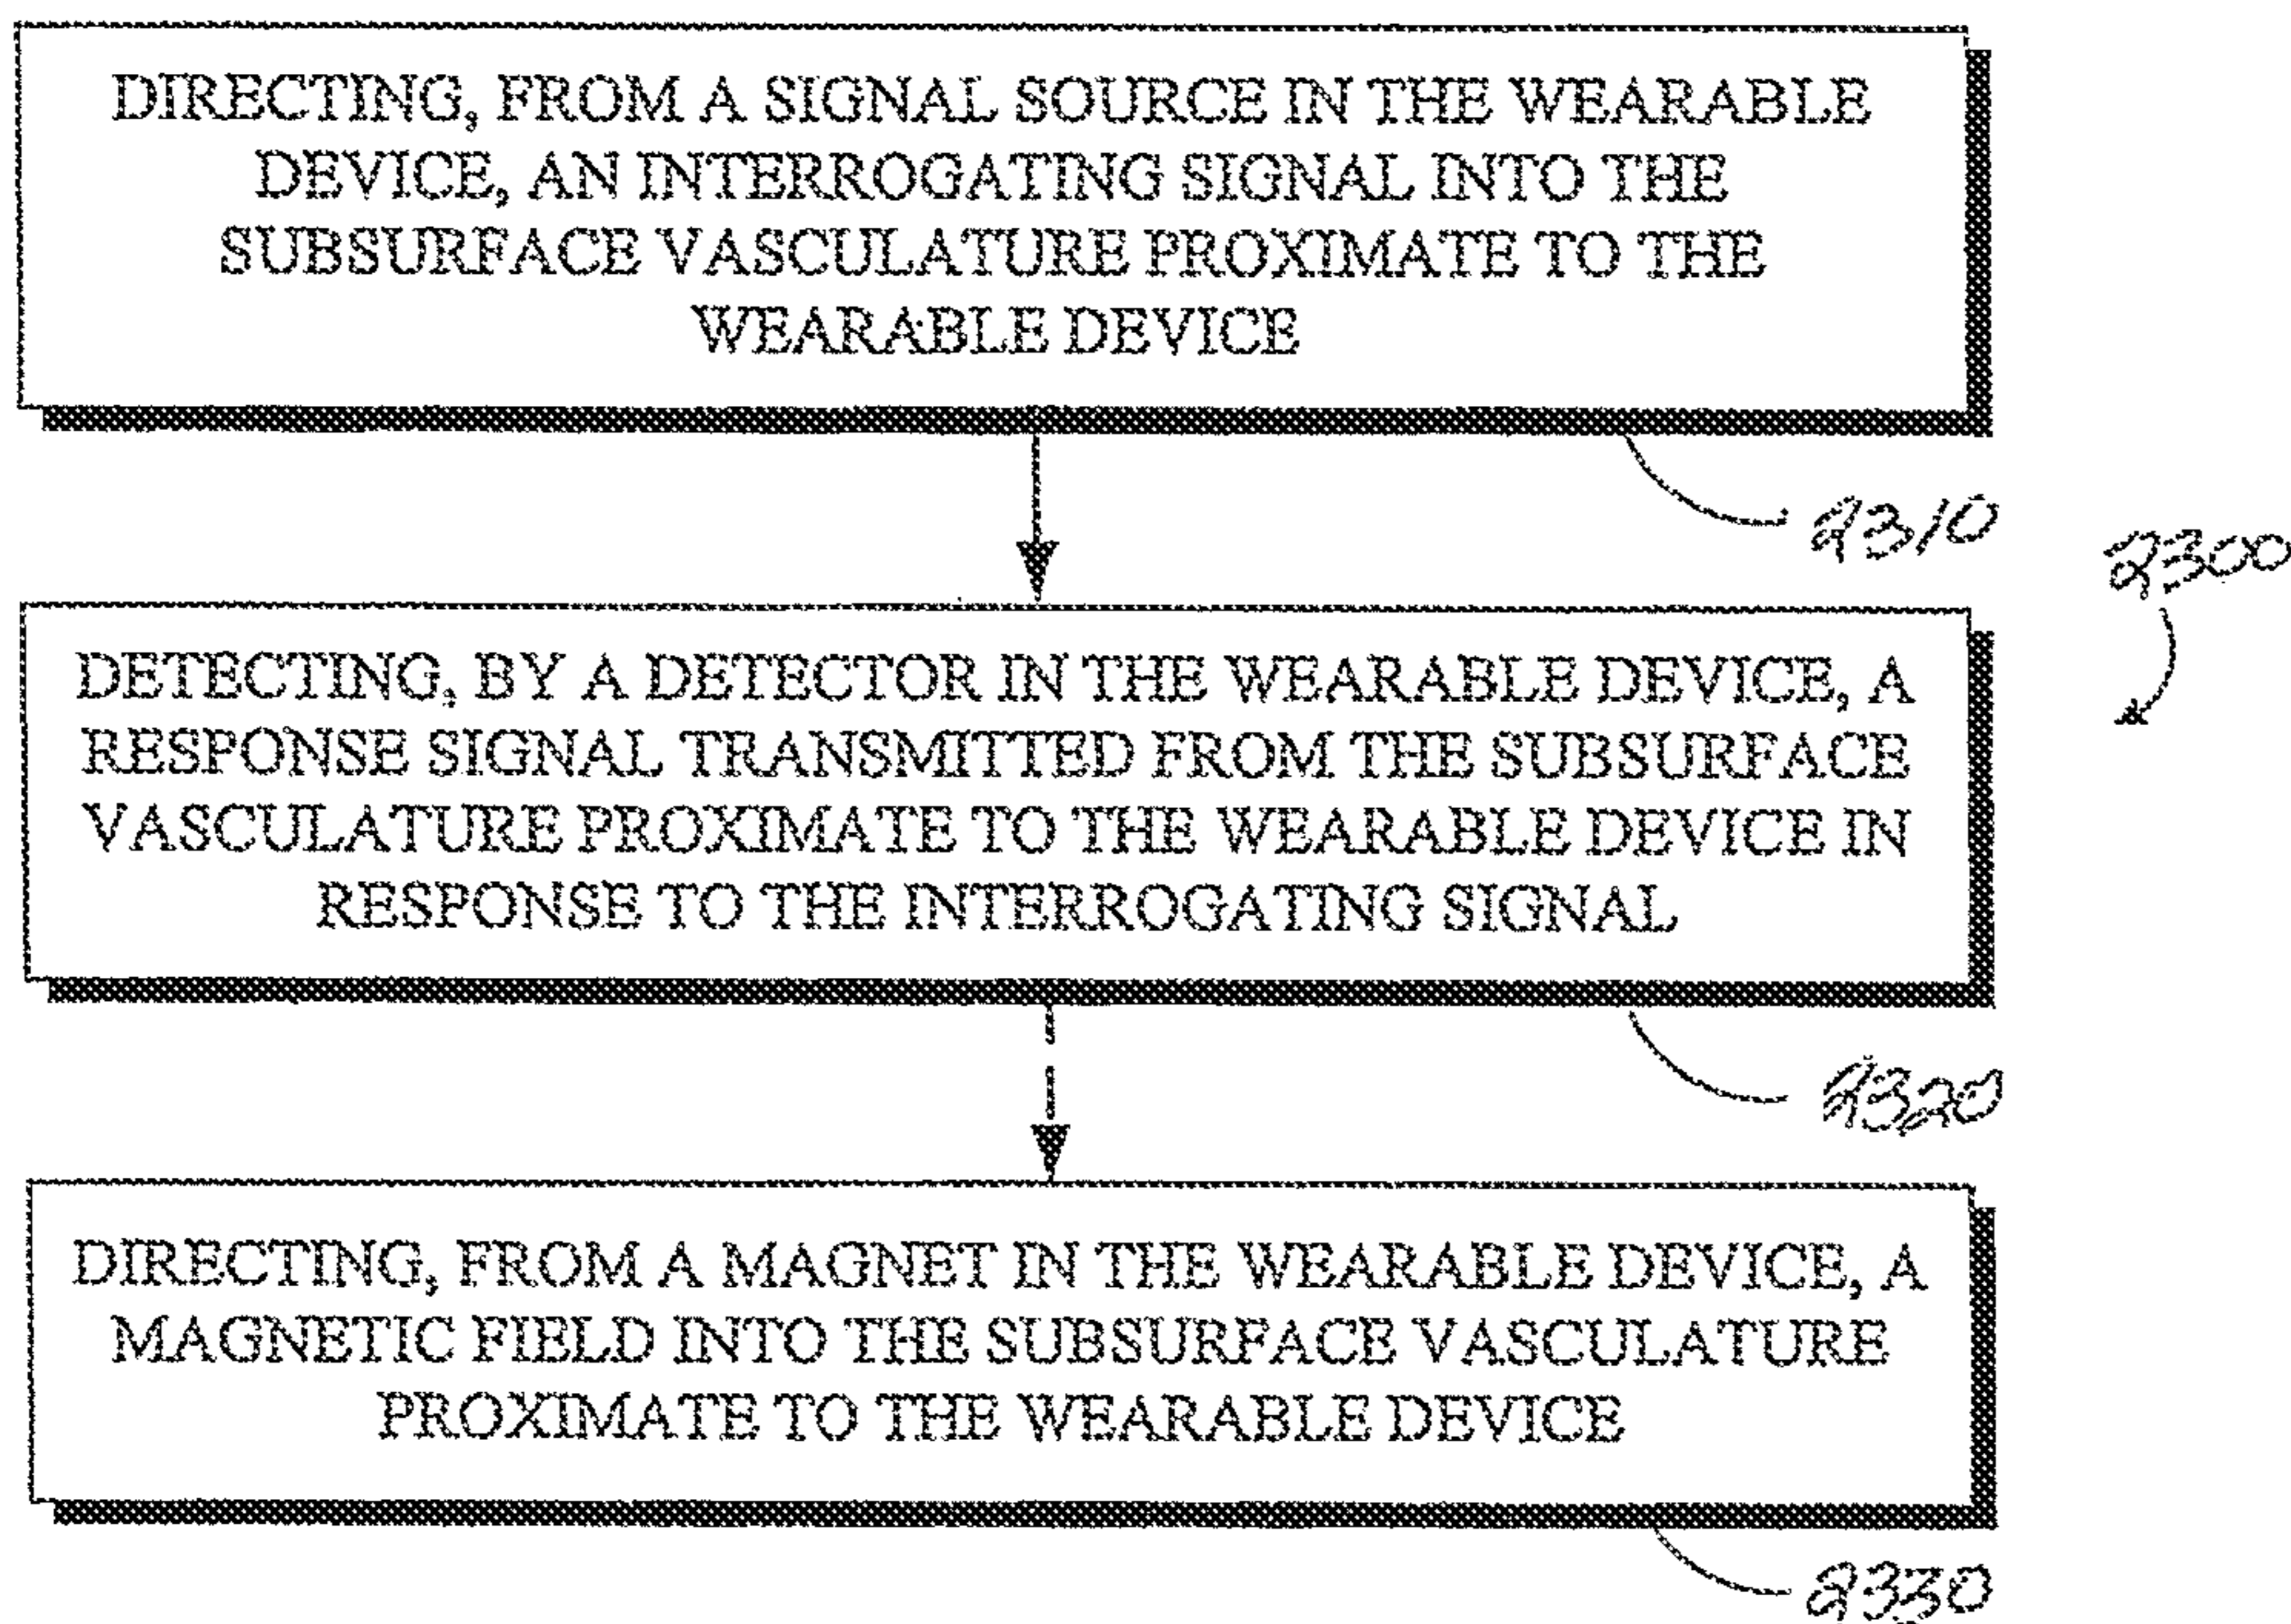 DIRECTING, FROM A SIGNAL SOURCE IN THE WEARABLE
DEVICE, AN INTERROGATING SIGNAL INTO THE
SUBSURFACE VASCULATURE PROXIMATE TO THE
WEARABLE DEVICE
2310
2300
DETECTING, BY A DETECTOR IN THE WEARABLE DEVICE, A
RESPONSE SIGNAL TRANSMITTED FROM THE SUBSURFACE
VASCULATURE PROXIMATE TO THE WEARABLE DEVICE IN
RESPONSE TO THE INTERROGATING SIGNAL
2320
DIRECTING, FROM A MAGNET IN THE WEARABLE DEVICE, A
MAGNETIC FIELD INTO THE SUBSURFACE VASCULATURE
PROXIMATE TO THE WEARABLE DEVICE
2330